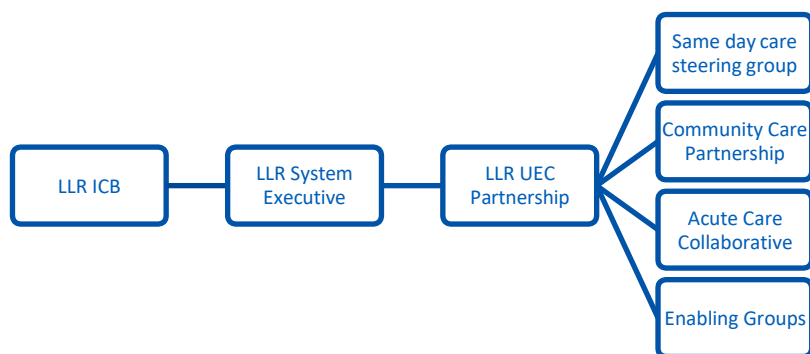 LLR ICB
LLR System
Executive
LLR UEC
Partnership
Same day care
steering group
Community Care
Partnership
Acute Care
Collaborative
Enabling Groups